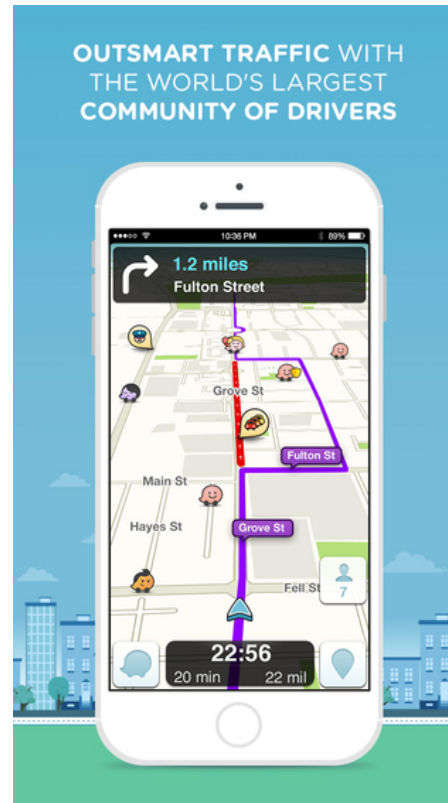 OUTSMART TRAFFIC WITH
THE WORLD'S LARGEST
COMMUNITY OF DRIVERS
10:36 PM
89%
1.2 miles
Fulton Street
Grove St
Fulton St
Main St
Hayes St
Grove St
Fell St
7
22:56
20 min 22 mil